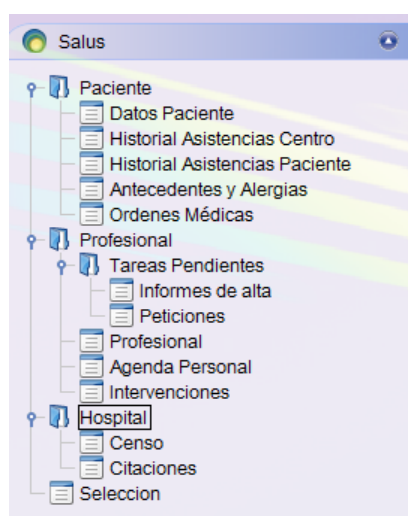 Salus
Paciente
Datos Paciente
Historial Asistencias Centro
Historial Asistencias Paciente
Antecedentes y Alergias
Ordenes Médicas
Profesional
Tareas Pendientes
Informes de alta
Peticiones
Profesional
Agenda Personal
Intervenciones
Hospital
Censo
Citaciones
Seleccion